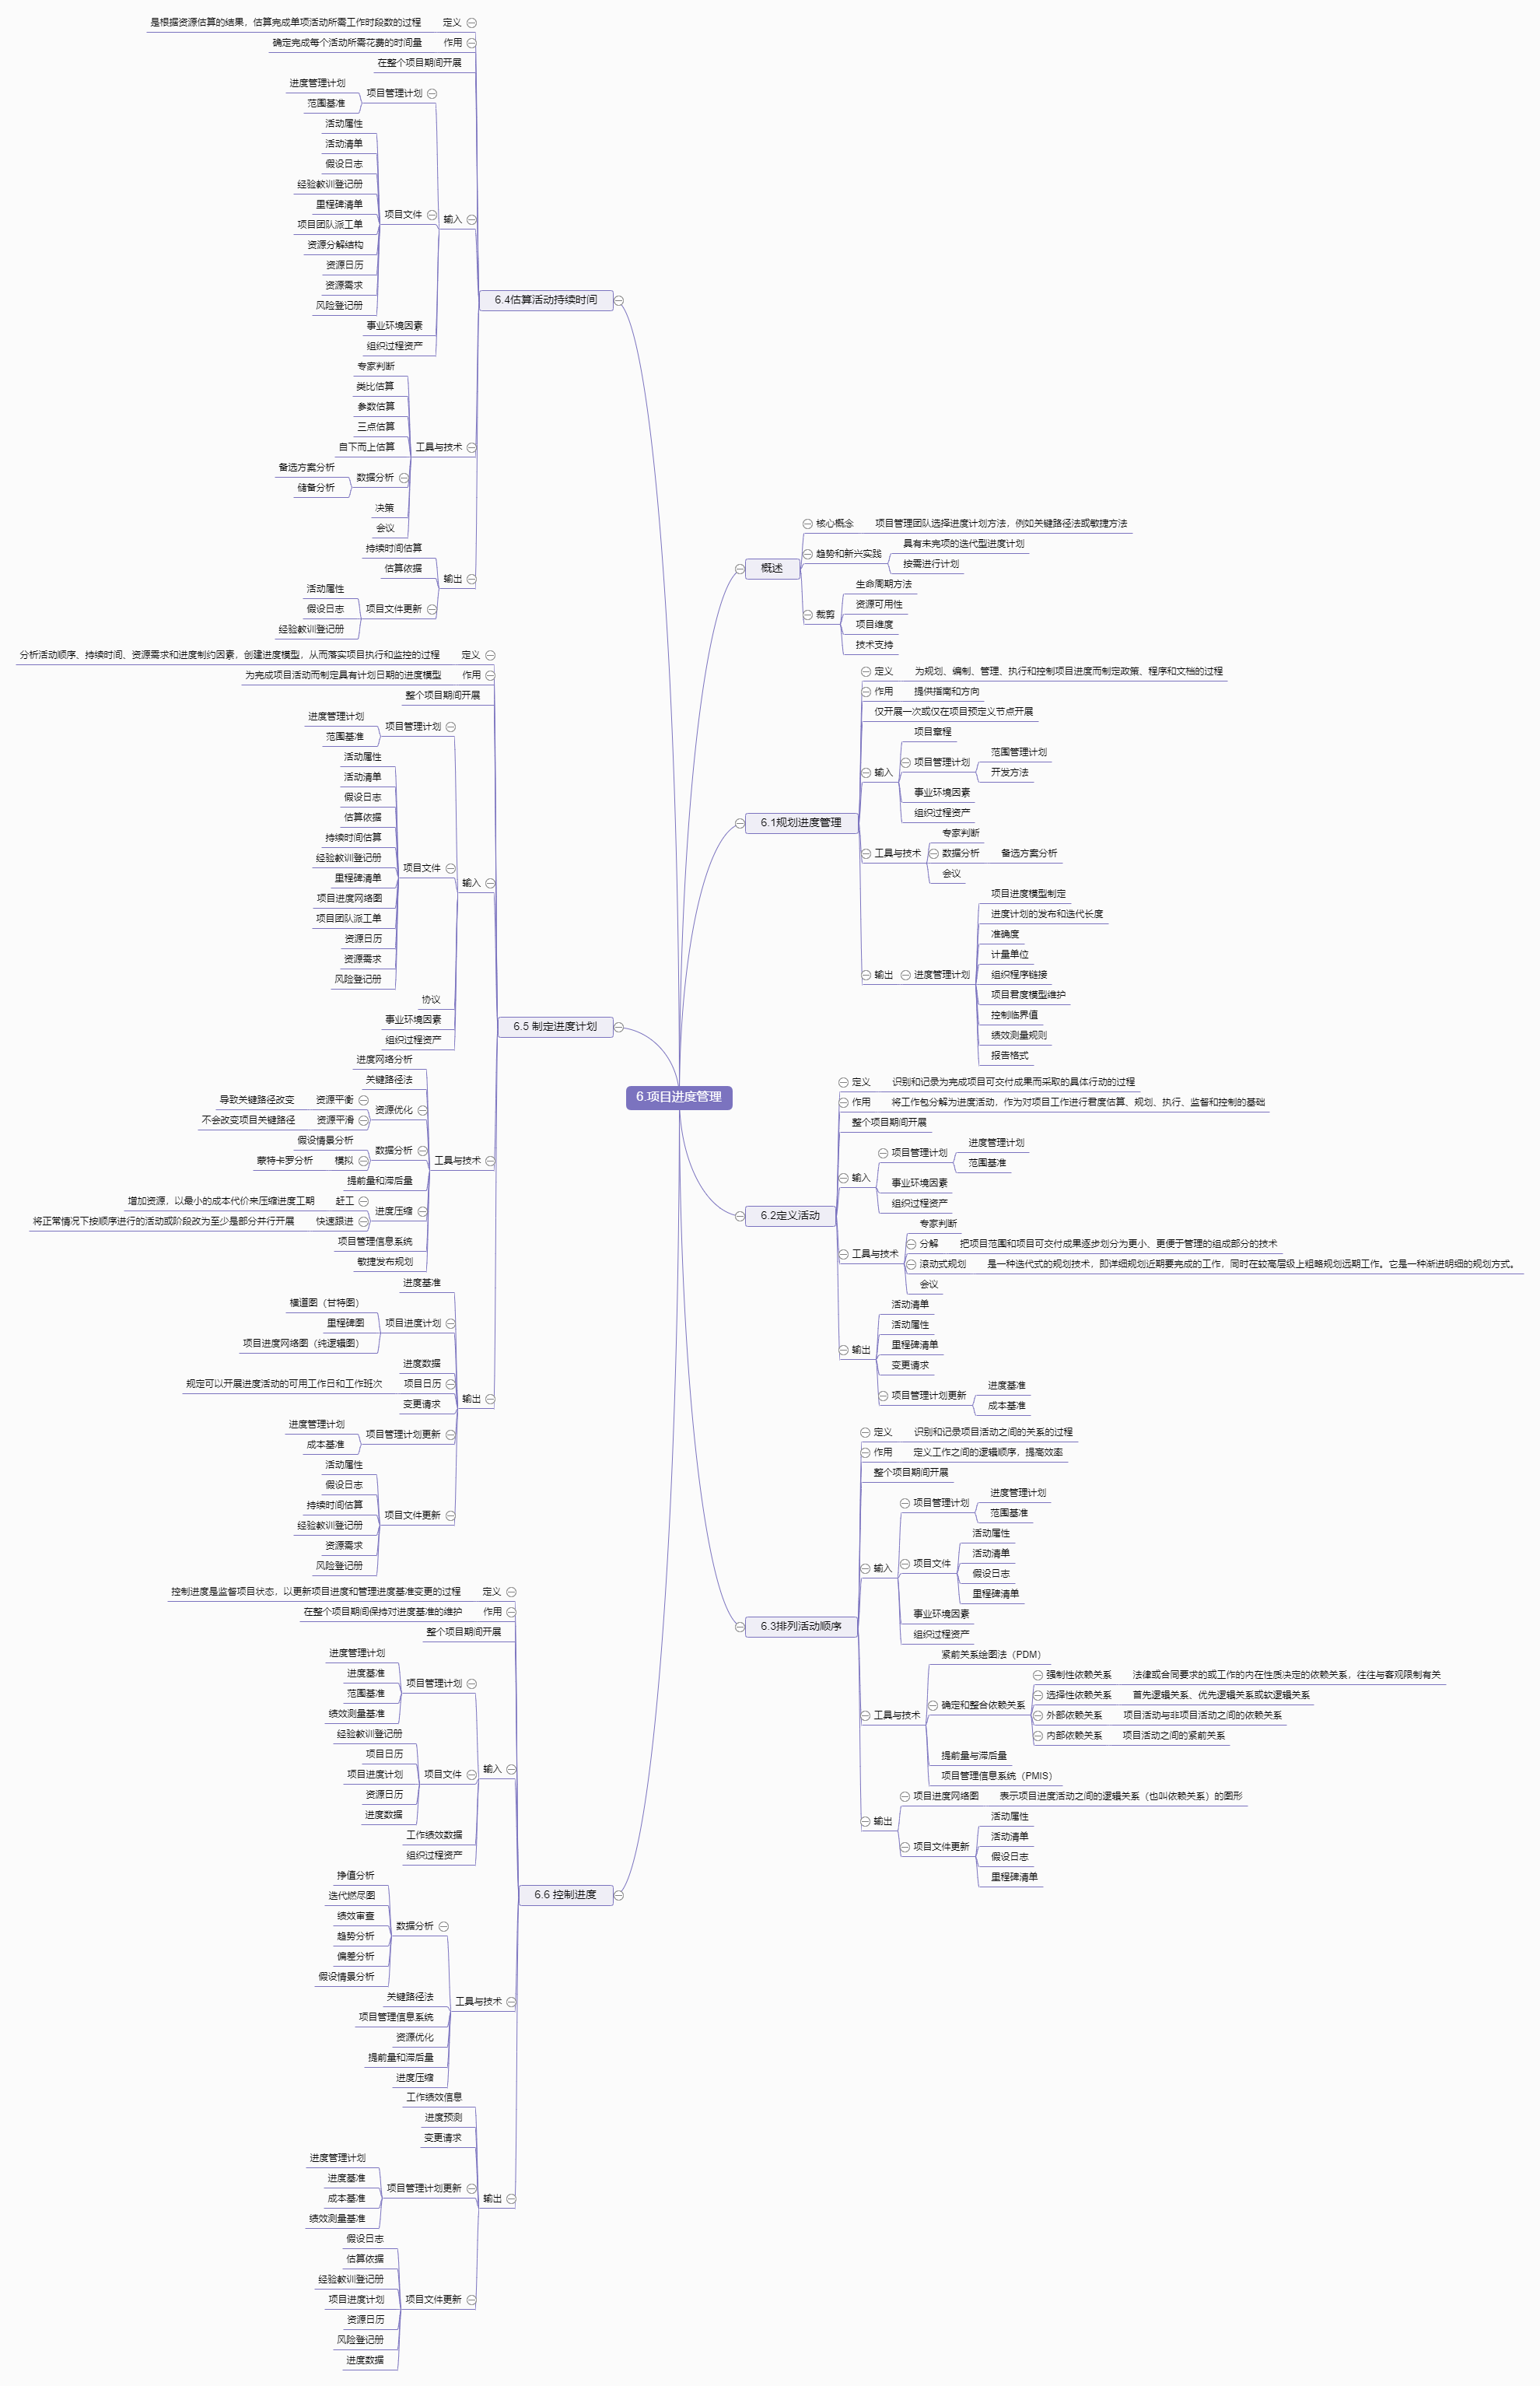 6.项目进度管理
概述
核心概念
项目管理团队选择进度计划方法，例如关键路径法或敏捷方法
趋势和新兴实践
具有未完项的迭代型进度计划
按需进行计划
裁剪
生命周期方法
资源可用性
项目维度
技术支持
6.1规划进度管理
定义
为规划、编制、管理、执行和控制项目进度而制定政策、程序和文档的过程
作用
提供指南和方向
仅开展一次或仅在项目预定义节点开展
输入
项目章程
项目管理计划
范围管理计划
开发方法
事业环境因素
组织过程资产
工具与技术
专家判断
数据分析
备选方案分析
会议
输出
进度管理计划
项目进度模型制定
进度计划的发布和迭代长度
准确度
计量单位
组织程序链接
项目君度模型维护
控制临界值
绩效测量规则
报告格式
6.2定义活动
定义
识别和记录为完成项目可交付成果而采取的具体行动的过程
作用
将工作包分解为进度活动，作为对项目工作进行君度估算、规划、执行、监督和控制的基础
整个项目期间开展
输入
项目管理计划
进度管理计划
范围基准
事业环境因素
组织过程资产
工具与技术
专家判断
分解
把项目范围和项目可交付成果逐步划分为更小、更便于管理的组成部分的技术
滚动式规划
是一种迭代式的规划技术，即详细规划近期要完成的工作，同时在较高层级上粗略规划远期工作。它是一种渐进明细的规划方式。
会议
输出
活动清单
活动属性
里程碑清单
变更请求
项目管理计划更新
进度基准
成本基准
6.3排列活动顺序
定义
识别和记录项目活动之间的关系的过程
作用
定义工作之间的逻辑顺序，提高效率
整个项目期间开展
输入
项目管理计划
进度管理计划
范围基准
项目文件
活动属性
活动清单
假设日志
里程碑清单
事业环境因素
组织过程资产
工具与技术
紧前关系绘图法（PDM）
确定和整合依赖关系
强制性依赖关系
法律或合同要求的或工作的内在性质决定的依赖关系，往往与客观限制有关
选择性依赖关系
首先逻辑关系、优先逻辑关系或软逻辑关系
外部依赖关系
项目活动与非项目活动之间的依赖关系
内部依赖关系
项目活动之间的紧前关系
提前量与滞后量
项目管理信息系统（PMIS）
输出
项目进度网络图
表示项目进度活动之间的逻辑关系（也叫依赖关系）的图形
项目文件更新
活动属性
活动清单
假设日志
里程碑清单
6.4估算活动持续时间
定义
是根据资源估算的结果，估算完成单项活动所需工作时段数的过程
作用
确定完成每个活动所需花费的时间量
在整个项目期间开展
输入
项目管理计划
进度管理计划
范围基准
项目文件
活动属性
活动清单
假设日志
经验教训登记册
里程碑清单
项目团队派工单
资源分解结构
资源日历
资源需求
风险登记册
事业环境因素
组织过程资产
工具与技术
专家判断
类比估算
参数估算
三点估算
自下而上估算
数据分析
备选方案分析
储备分析
决策
会议
输出
持续时间估算
估算依据
项目文件更新
活动属性
假设日志
经验教训登记册
6.5 制定进度计划
定义
分析活动顺序、持续时间、资源需求和进度制约因素，创建进度模型，从而落实项目执行和监控的过程
作用
为完成项目活动而制定具有计划日期的进度模型
整个项目期间开展
输入
项目管理计划
进度管理计划
范围基准
项目文件
活动属性
活动清单
假设日志
估算依据
持续时间估算
经验教训登记册
里程碑清单
项目进度网络图
项目团队派工单
资源日历
资源需求
风险登记册
协议
事业环境因素
组织过程资产
工具与技术
进度网络分析
关键路径法
资源优化
资源平衡
导致关键路径改变
资源平滑
不会改变项目关键路径
数据分析
假设情景分析
模拟
蒙特卡罗分析
提前量和滞后量
进度压缩
赶工
增加资源，以最小的成本代价来压缩进度工期
快速跟进
将正常情况下按顺序进行的活动或阶段改为至少是部分并行开展
项目管理信息系统
敏捷发布规划
输出
进度基准
项目进度计划
横道图（甘特图）
里程碑图
项目进度网络图（纯逻辑图）
进度数据
项目日历
规定可以开展进度活动的可用工作日和工作班次
变更请求
项目管理计划更新
进度管理计划
成本基准
项目文件更新
活动属性
假设日志
持续时间估算
经验教训登记册
资源需求
风险登记册
6.6 控制进度
定义
控制进度是监督项目状态，以更新项目进度和管理进度基准变更的过程
作用
在整个项目期间保持对进度基准的维护
整个项目期间开展
输入
项目管理计划
进度管理计划
进度基准
范围基准
绩效测量基准
项目文件
经验教训登记册
项目日历
项目进度计划
资源日历
进度数据
工作绩效数据
组织过程资产
工具与技术
数据分析
挣值分析
迭代燃尽图
绩效审查
趋势分析
偏差分析
假设情景分析
关键路径法
项目管理信息系统
资源优化
提前量和滞后量
进度压缩
输出
工作绩效信息
进度预测
变更请求
项目管理计划更新
进度管理计划
进度基准
成本基准
绩效测量基准
项目文件更新
假设日志
估算依据
经验教训登记册
项目进度计划
资源日历
风险登记册
进度数据